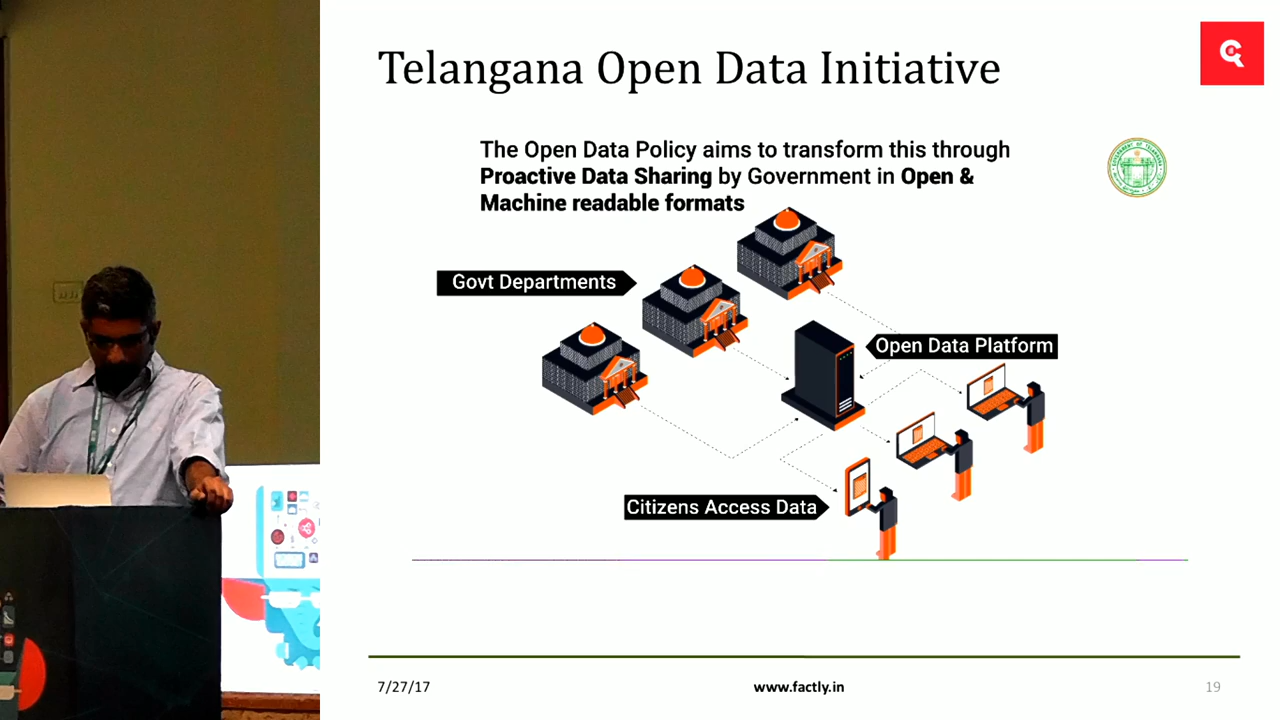 Telangana Open Data Initiative
The Open Data Policy aims to transform this through
Proactive Data Sharing by Government in Open &
Machine readable formats
Govt Departments
Open Data Platform
Citizens Access Data
7/27/17
www.factly.in
19